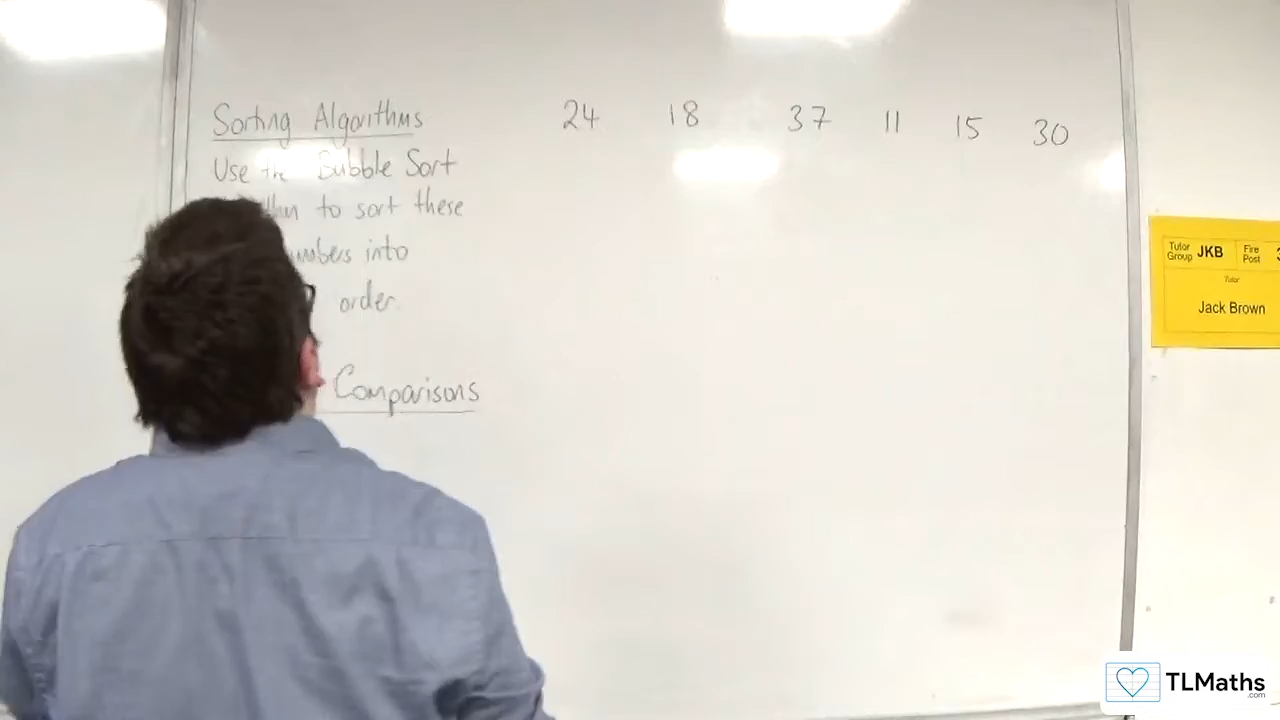 Sorting Algorithms
24 18 37 11 15 30
Use the Bubble Sort
to sort these
into
order.
Comparisons
Tutor Group JKB Fire Post
Tutor
Jack Brown
TLMaths
.com